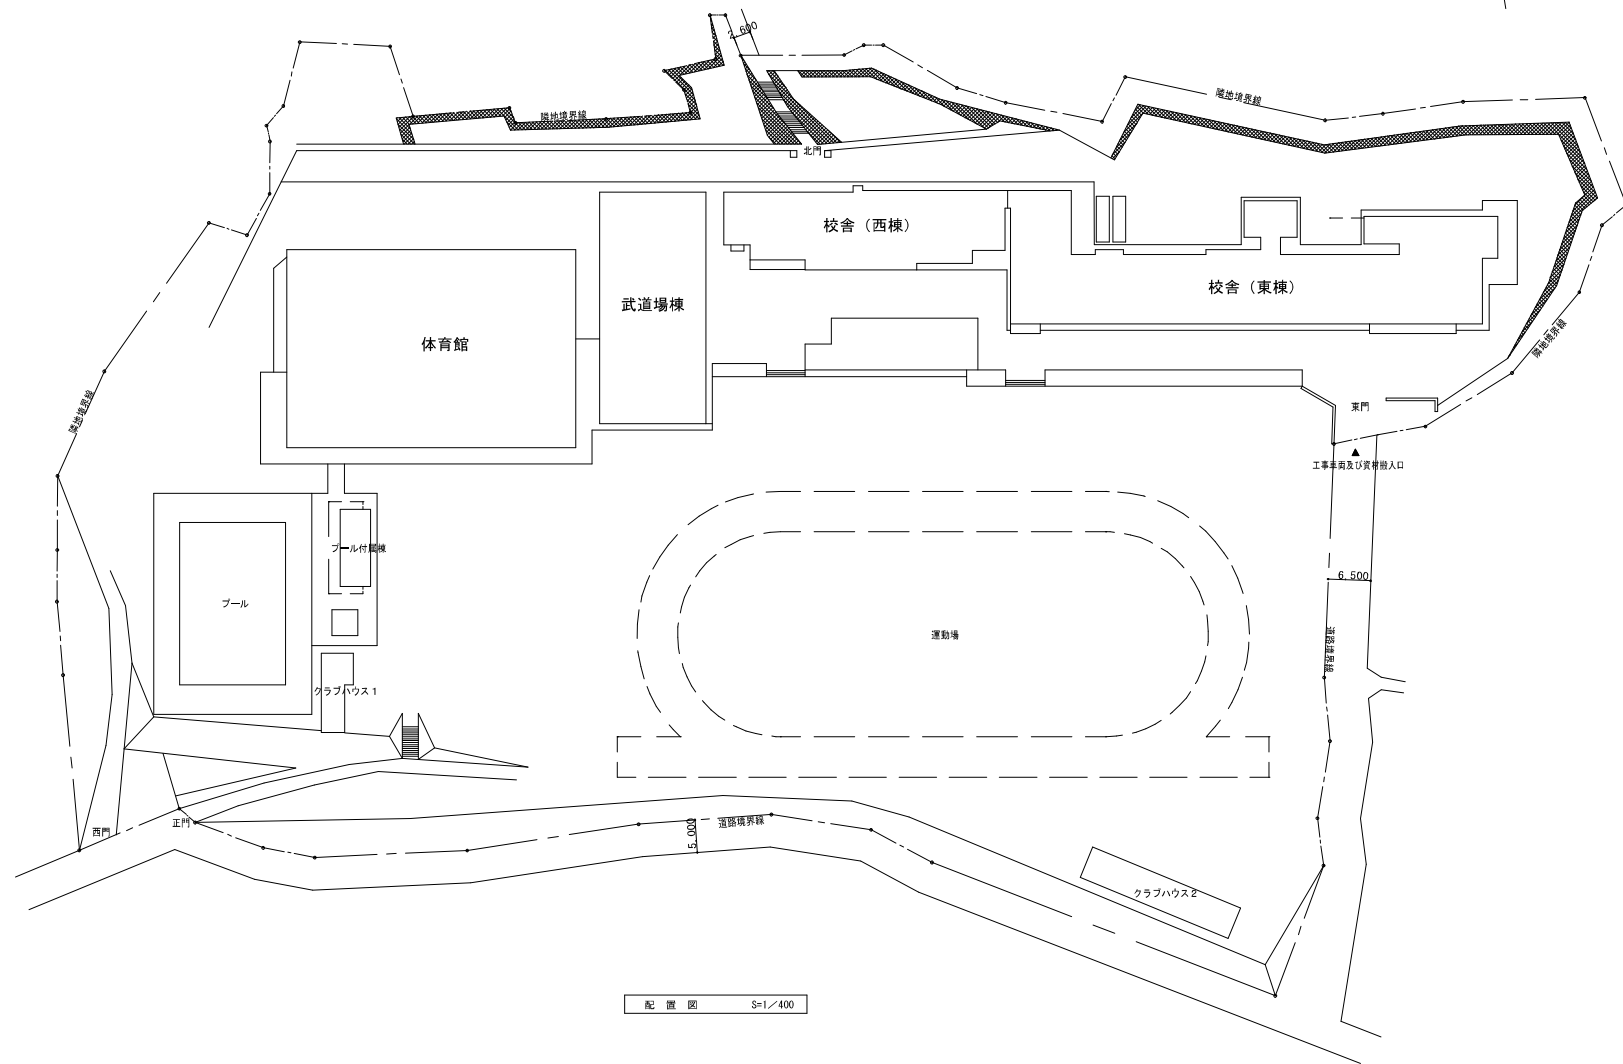 2,600
隣地境界線
隣地境界線
北門
校舎（西棟）
校舎（東棟）
武道場棟
体育館
隣地境界線
隣地境界線
東門
工事車両及び資材搬入口
プール付属棟
6,500
プール
運動場
道路境界線
クラブハウス1
西門
正門
5,000
道路境界線
クラブハウス2
配 置 図 S=1／400